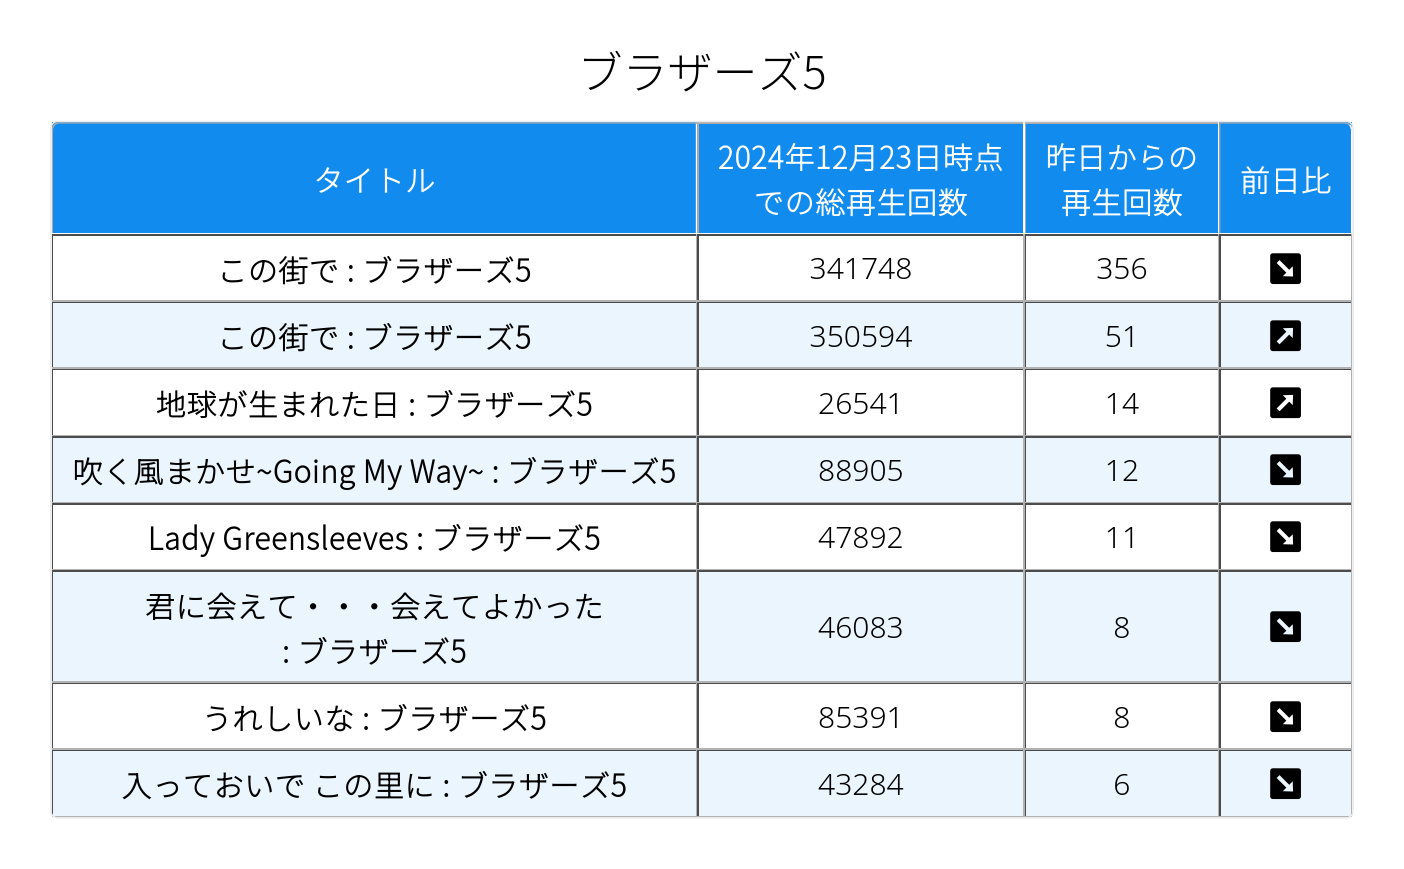 ブラザーズ5
タイトル
2024年12月23日時点
での総再生回数
昨日からの
再生回数
前日比
この街で : ブラザーズ5
341748
356
この街で : ブラザーズ5
350594
51
地球が生まれた日 : ブラザーズ5
26541
14
吹く風まかせ~Going My Way~ : ブラザーズ5
88905
12
Lady Greensleeves : ブラザーズ5
47892
11
君に会えて・・・会えてよかった
: ブラザーズ5
46083
8
うれしいな : ブラザーズ5
85391
8
入っておいで この里に : ブラザーズ5
43284
6